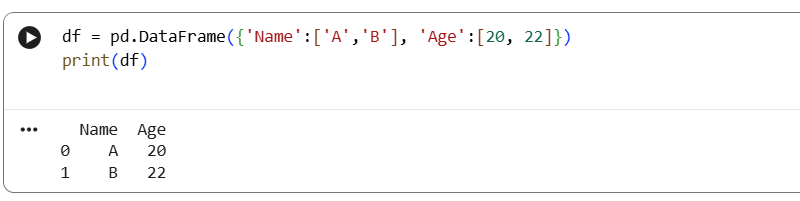 df = pd.DataFrame({'Name':['A','B'], 'Age':[20, 22]})
print(df)
   Name  Age
0     A   20
1     B   22